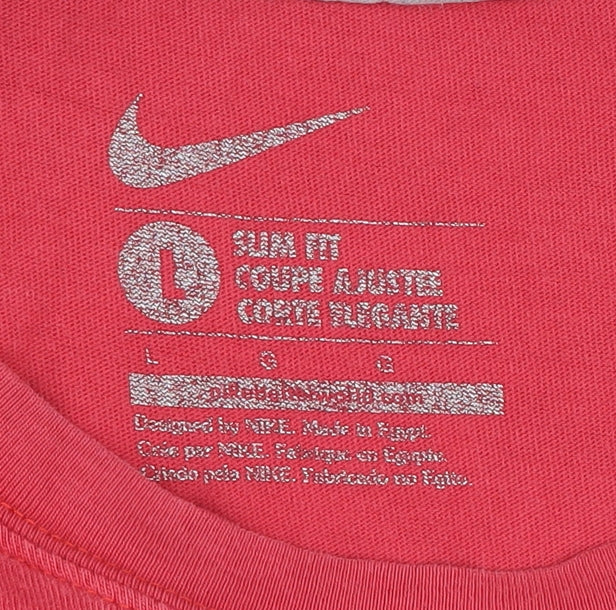 L
SLIM FIT
COUPE AJUSTEE
CORTE ELEGANTE
L G G
Designed by NIKE. Made in Egypt.
Créé par NIKE. Fabriqué en Egypte.
Criado pela NIKE. Fabricado no Egito.